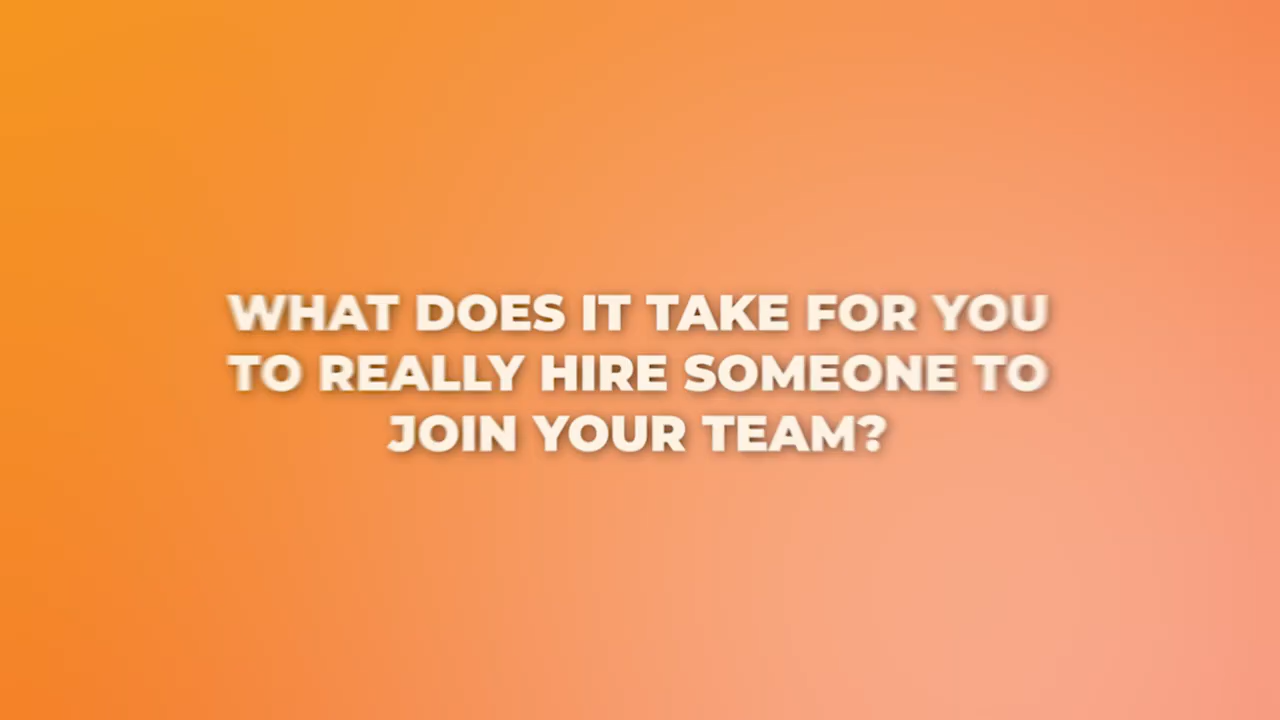 WHAT DOES IT TAKE FOR YOU
TO REALLY HIRE SOMEONE TO
JOIN YOUR TEAM?